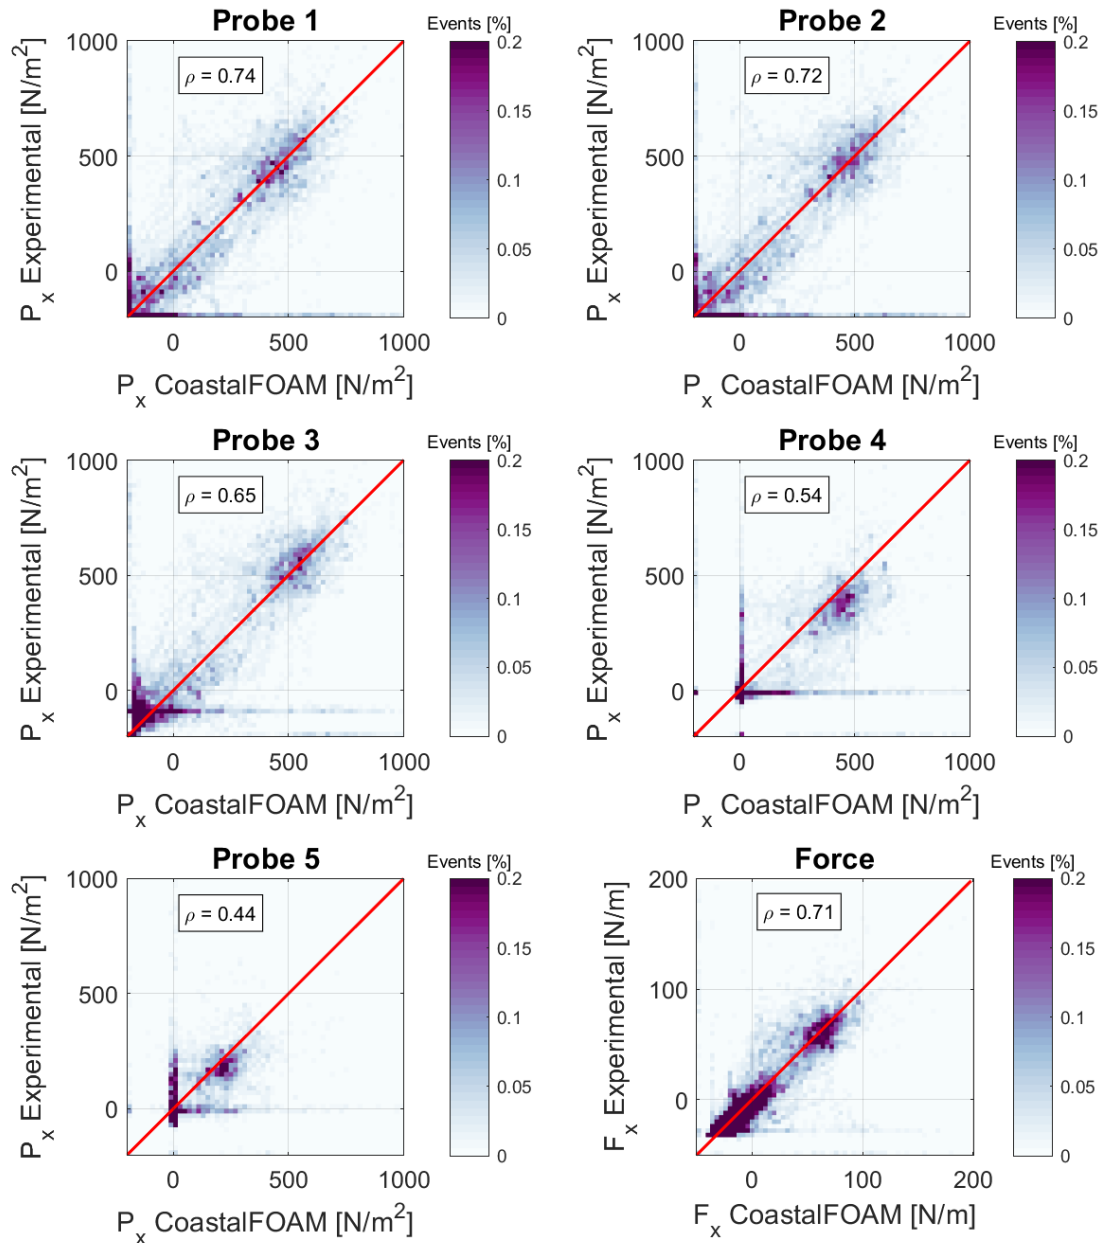 Probe 1
Events [%]
P_x Experimental [N/m^2]
1000
500
0
ρ = 0.74
0.2
0.15
0.1
0.05
0
0 500 1000
P_x CoastalFOAM [N/m^2]
Probe 2
Events [%]
P_x Experimental [N/m^2]
1000
500
0
ρ = 0.72
0.2
0.15
0.1
0.05
0
0 500 1000
P_x CoastalFOAM [N/m^2]
Probe 3
Events [%]
P_x Experimental [N/m^2]
1000
500
0
ρ = 0.65
0.2
0.15
0.1
0.05
0
0 500 1000
P_x CoastalFOAM [N/m^2]
Probe 4
Events [%]
P_x Experimental [N/m^2]
1000
500
0
ρ = 0.54
0.2
0.15
0.1
0.05
0
0 500 1000
P_x CoastalFOAM [N/m^2]
Probe 5
Events [%]
P_x Experimental [N/m^2]
1000
500
0
ρ = 0.44
0.2
0.15
0.1
0.05
0
0 500 1000
P_x CoastalFOAM [N/m^2]
Force
Events [%]
F_x Experimental [N/m]
200
100
0
ρ = 0.71
0.2
0.15
0.1
0.05
0
0 100 200
F_x CoastalFOAM [N/m]